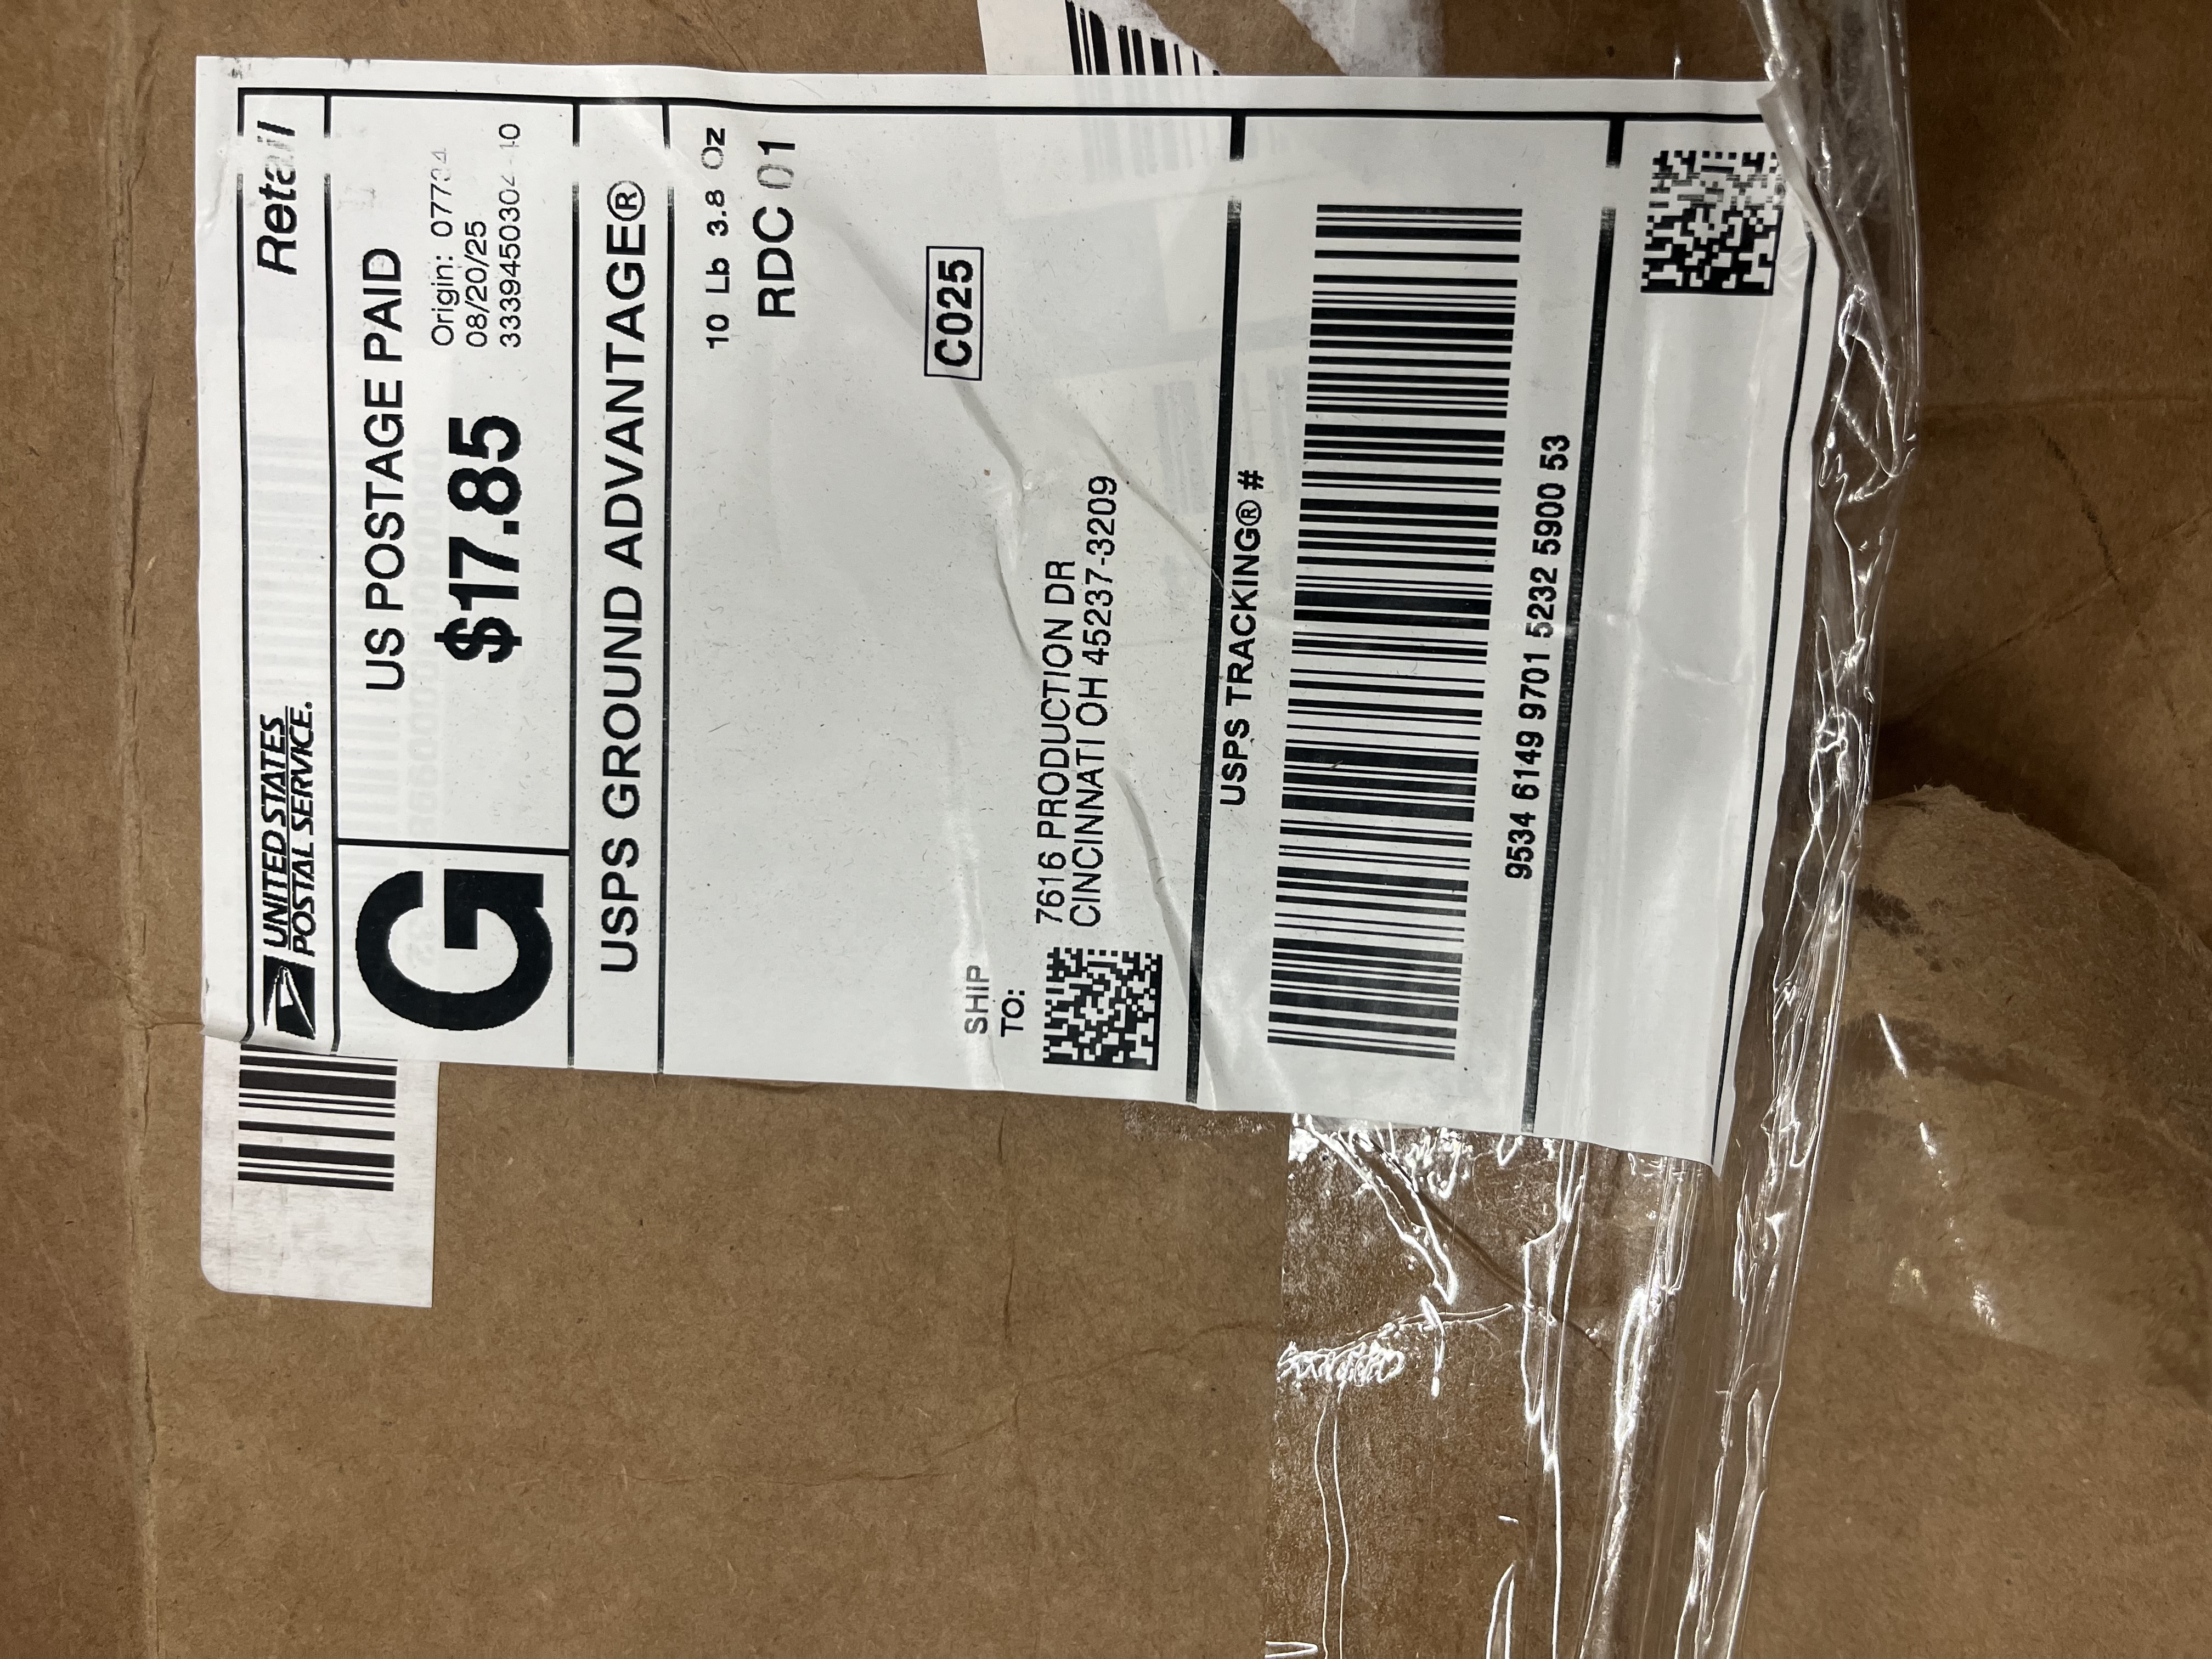 UNITED STATES
POSTAL SERVICE.
Retail
G
US POSTAGE PAID
$17.85
Origin: 07734
08/20/25
3339450304-10
USPS GROUND ADVANTAGE®
10 Lb 3.8 Oz
RDC 01
C025
SHIP
TO:
7616 PRODUCTION DR
CINCINNATI OH 45237-3209
USPS TRACKING® #
9534 6149 9701 5232 5900 53